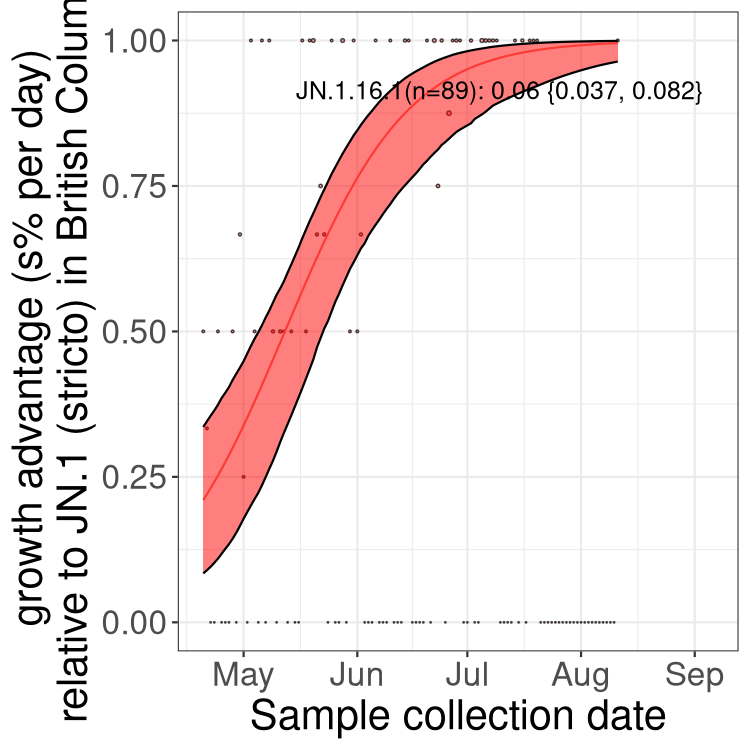 growth advantage (s% per day)
relative to JN.1 (stricto) in British Colum
1.00
0.75
0.50
0.25
0.00
JN.1.16.1(n=89): 0.06 {0.037, 0.082}
May Jun Jul Aug Sep
Sample collection date